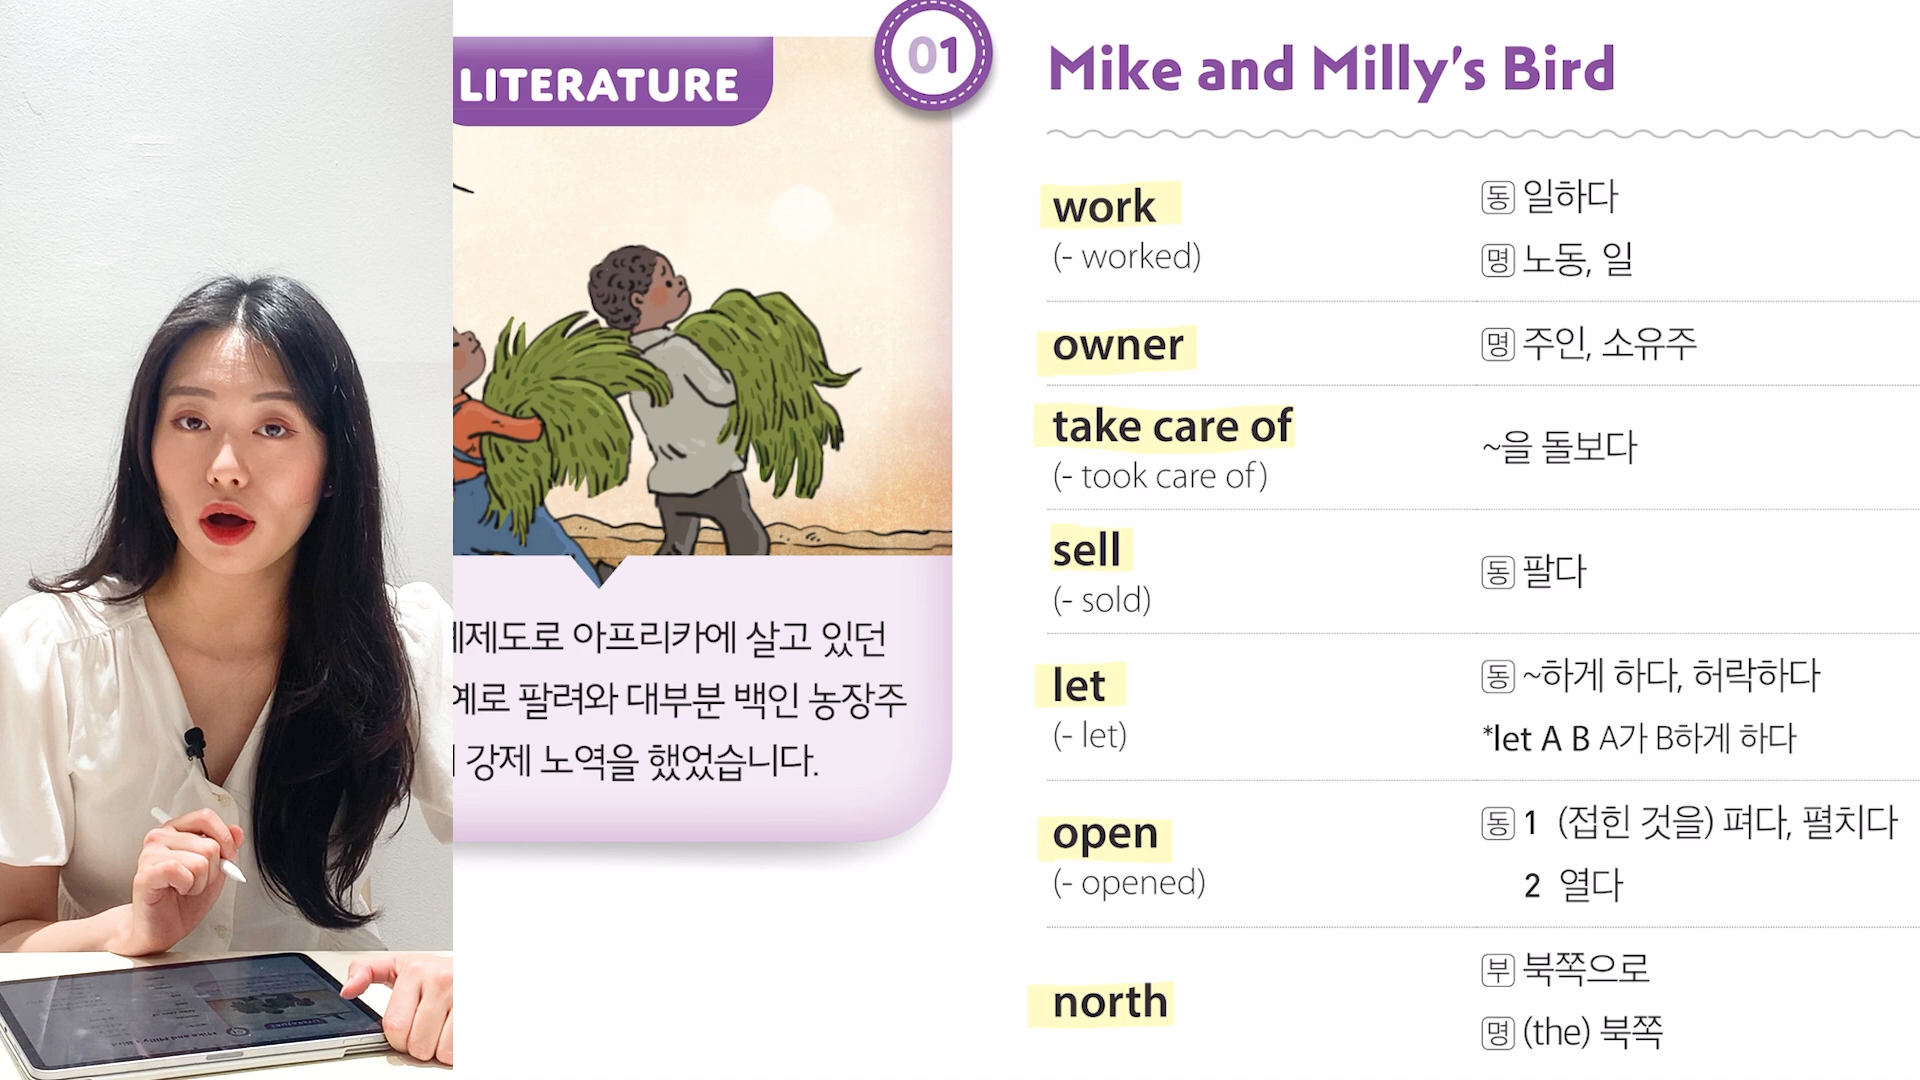 LITERATURE
01
Mike and Milly's Bird
work
(- worked)
동 일하다
명 노동, 일
owner
명 주인, 소유주
take care of
(- took care of)
~을 돌보다
sell
(- sold)
동 팔다
let
(- let)
동 ~하게 하다, 허락하다
*let A B A가 B하게 하다
open
(- opened)
동 1 (접힌 것을) 펴다, 펼치다
2 열다
north
부 북쪽으로
명 (the) 북쪽
예제도로 아프리카에 살고 있던
예로 팔려와 대부분 백인 농장주
강제 노역을 했었습니다.